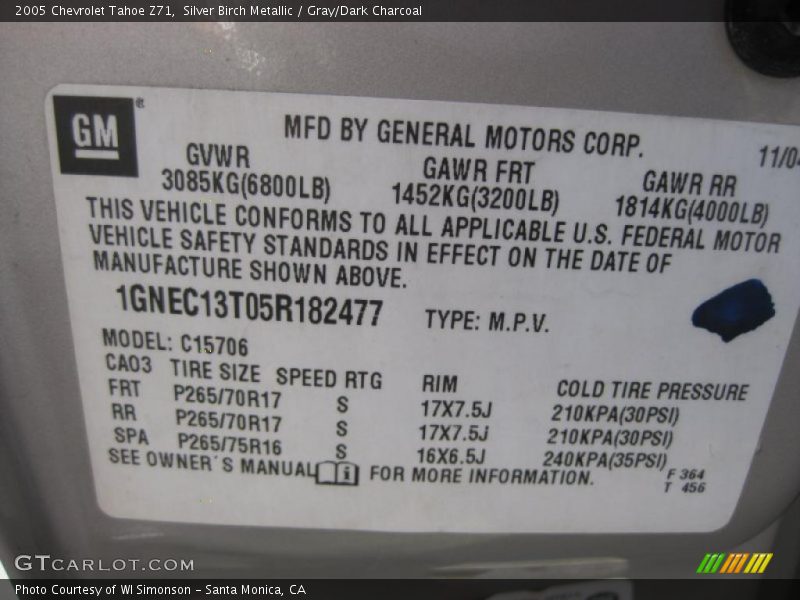 2005 Chevrolet Tahoe Z71, Silver Birch Metallic / Gray/Dark Charcoal
GM ®
MFD BY GENERAL MOTORS CORP.
11/04
GVWR GAWR FRT GAWR RR
3085KG(6800LB) 1452KG(3200LB) 1814KG(4000LB)
THIS VEHICLE CONFORMS TO ALL APPLICABLE U.S. FEDERAL MOTOR
VEHICLE SAFETY STANDARDS IN EFFECT ON THE DATE OF
MANUFACTURE SHOWN ABOVE.
1GNEC13T05R182477 TYPE: M.P.V.
MODEL: C15706
CAO3 TIRE SIZE SPEED RTG RIM COLD TIRE PRESSURE
FRT P265/70R17 S 17X7.5J 210KPA(30PSI)
RR P265/70R17 S 17X7.5J 210KPA(30PSI)
SPA P265/75R16 S 16X6.5J 240KPA(35PSI)
SEE OWNER'S MANUAL i FOR MORE INFORMATION.
F 364
T 456
GTCARLOT.COM
Photo Courtesy of WI Simonson - Santa Monica, CA